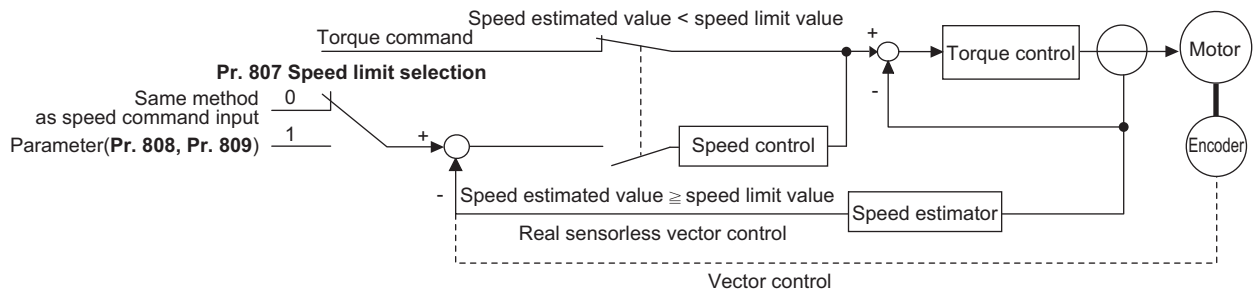 Speed estimated value < speed limit value
Torque command
+
Torque control
Motor
Pr. 807 Speed limit selection
-
Same method
as speed command input
0
Parameter(Pr. 808, Pr. 809)
1
+
Speed control
Encoder
-
Speed estimated value ≧ speed limit value
Speed estimator
Real sensorless vector control
Vector control